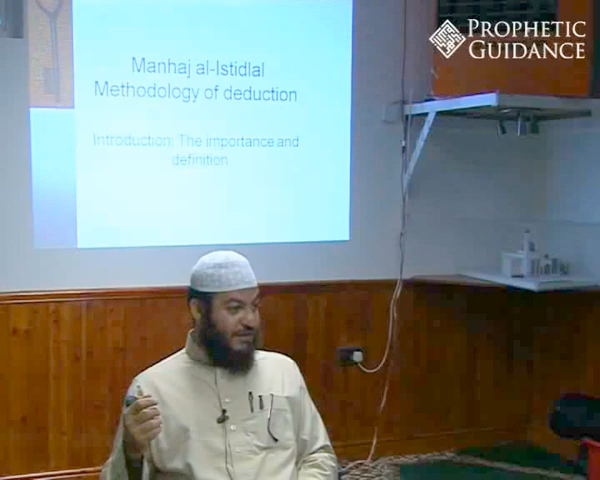 PROPHETIC
GUIDANCE
Manhaj al-Istidlal
Methodology of deduction
Introduction: The importance and
definition